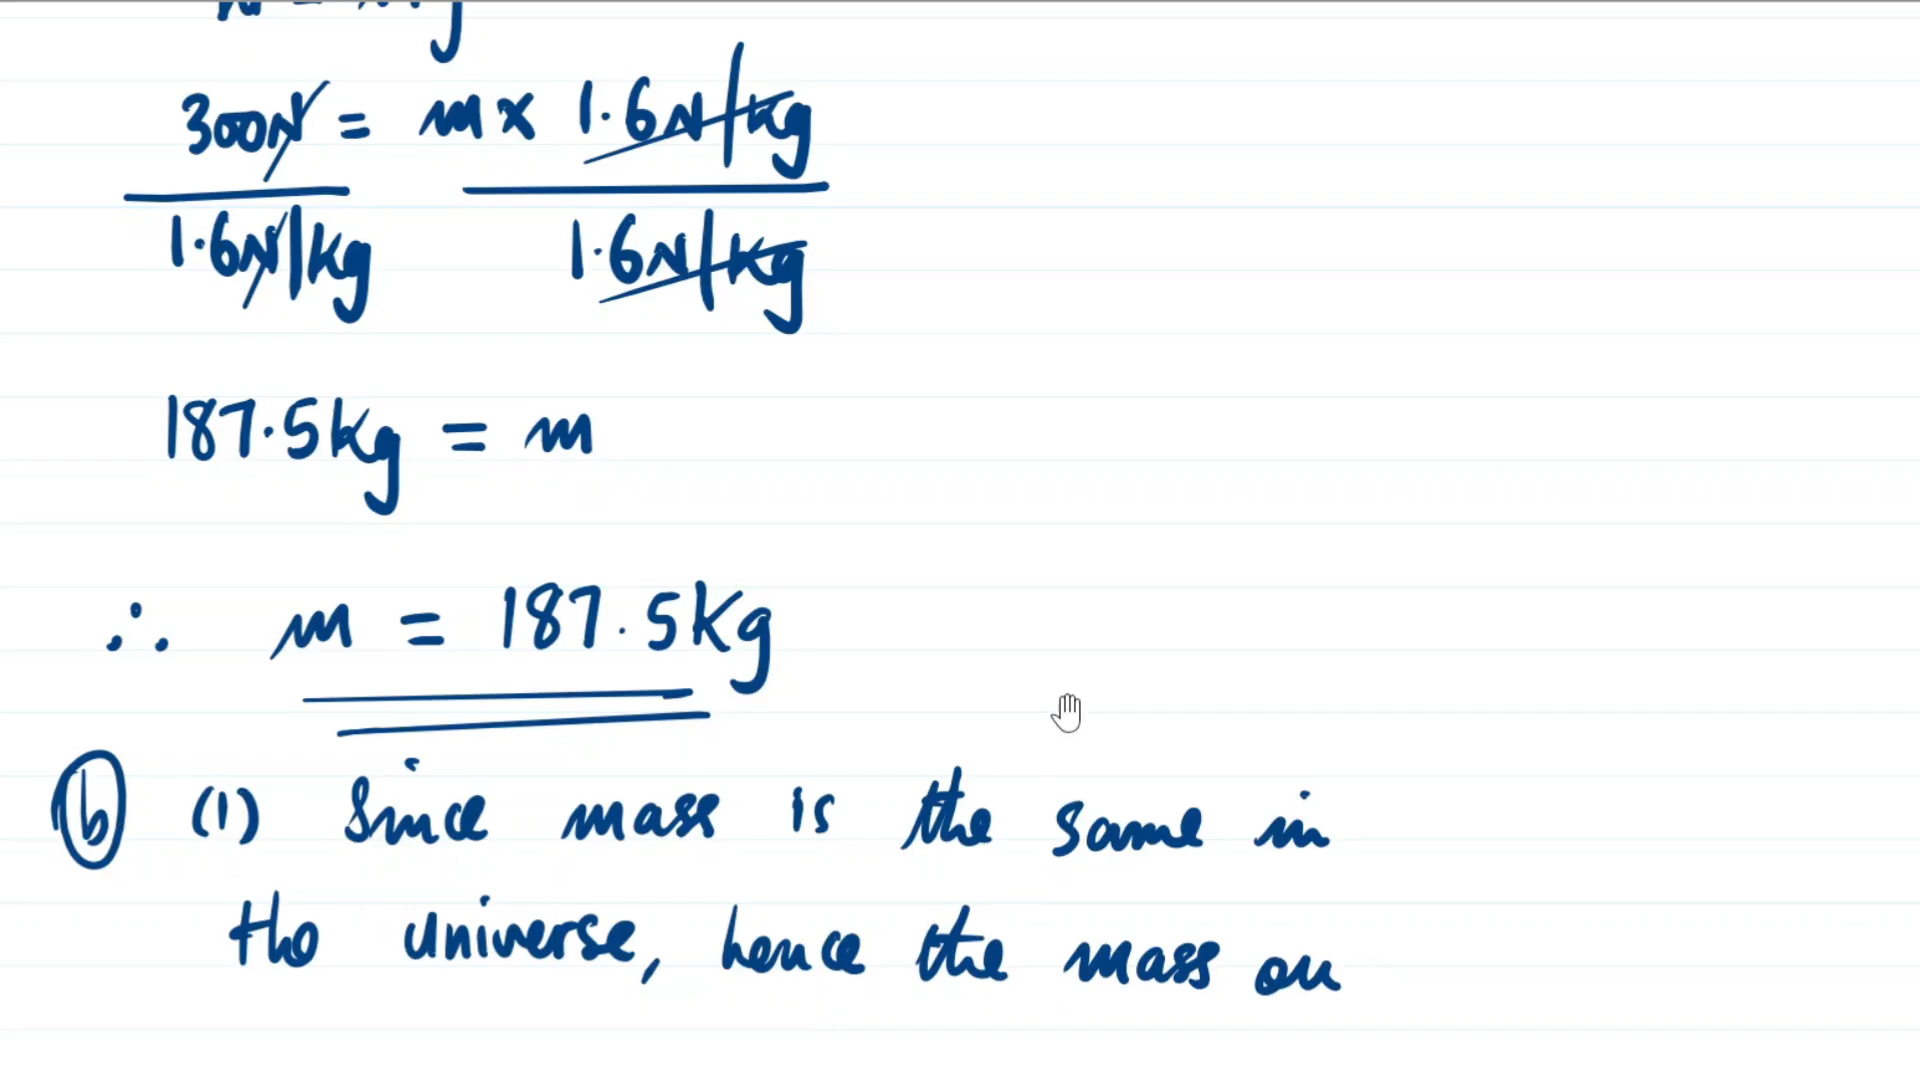 300N = m x 1.6N/kg
1.6N/kg 1.6N/kg
187.5kg = m
∴ m = 187.5kg
(b) (1) Since mass is the same in
the universe, hence the mass on